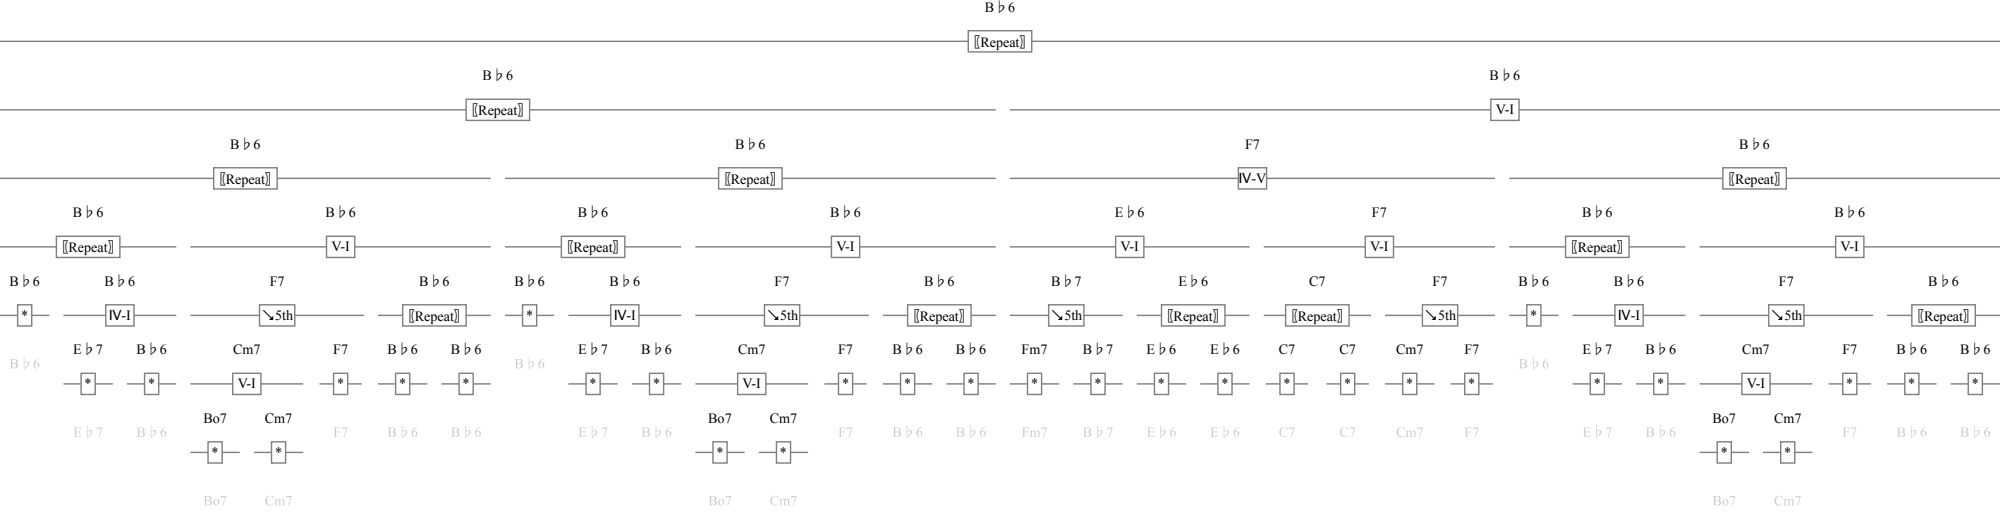 B♭6
〖Repeat〗
B♭6 B♭6
〖Repeat〗 V-I
B♭6 B♭6 F7 B♭6
〖Repeat〗 〖Repeat〗 Ⅳ-V 〖Repeat〗
B♭6 B♭6 B♭6 B♭6 E♭6 F7 B♭6 B♭6
〖Repeat〗 V-I 〖Repeat〗 V-I V-I V-I 〖Repeat〗 V-I
B♭6 B♭6 F7 B♭6 B♭6 B♭6 F7 B♭6 B♭7 E♭6 C7 F7 B♭6 B♭6 F7 B♭6
* Ⅳ-I ↘5th 〖Repeat〗 * Ⅳ-I ↘5th 〖Repeat〗 ↘5th 〖Repeat〗 〖Repeat〗 ↘5th * Ⅳ-I ↘5th 〖Repeat〗
E♭7 B♭6 Cm7 F7 B♭6 B♭6 E♭7 B♭6 Cm7 F7 B♭6 B♭6 Fm7 B♭7 E♭6 E♭6 C7 C7 Cm7 F7 E♭7 B♭6 Cm7 F7 B♭6 B♭6
B♭6 B♭6 B♭6
* * V-I * * * * * V-I * * * * * * * * * * * * * V-I * * *
Bo7 Cm7 Bo7 Cm7 Bo7 Cm7
E♭7 B♭6 F7 B♭6 B♭6 E♭7 B♭6 F7 B♭6 B♭6 Fm7 B♭7 E♭6 E♭6 C7 C7 Cm7 F7 E♭7 B♭6 F7 B♭6 B♭6
* * * * * *
Bo7 Cm7 Bo7 Cm7 Bo7 Cm7